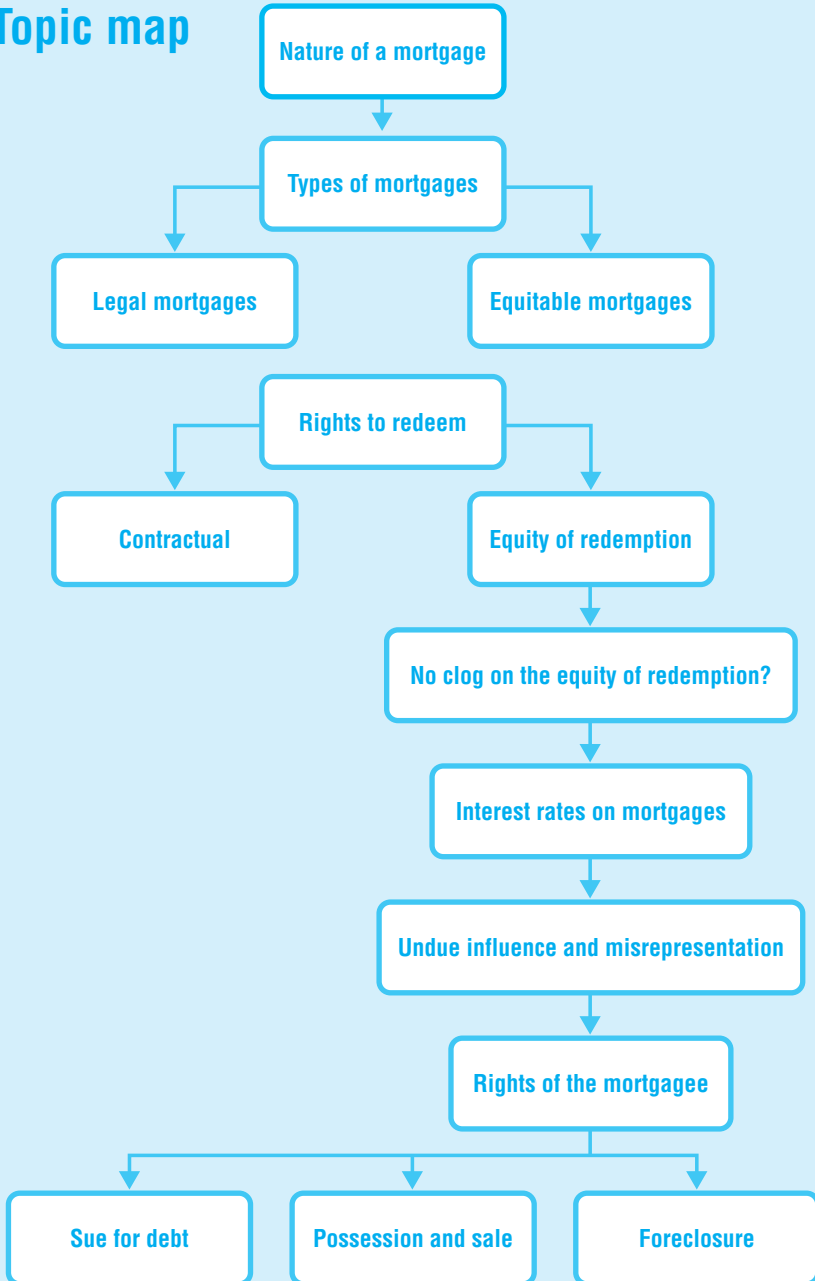 Topic map
Nature of a mortgage
Types of mortgages
Legal mortgages
Equitable mortgages
Rights to redeem
Contractual
Equity of redemption
No clog on the equity of redemption?
Interest rates on mortgages
Undue influence and misrepresentation
Rights of the mortgagee
Sue for debt
Possession and sale
Foreclosure